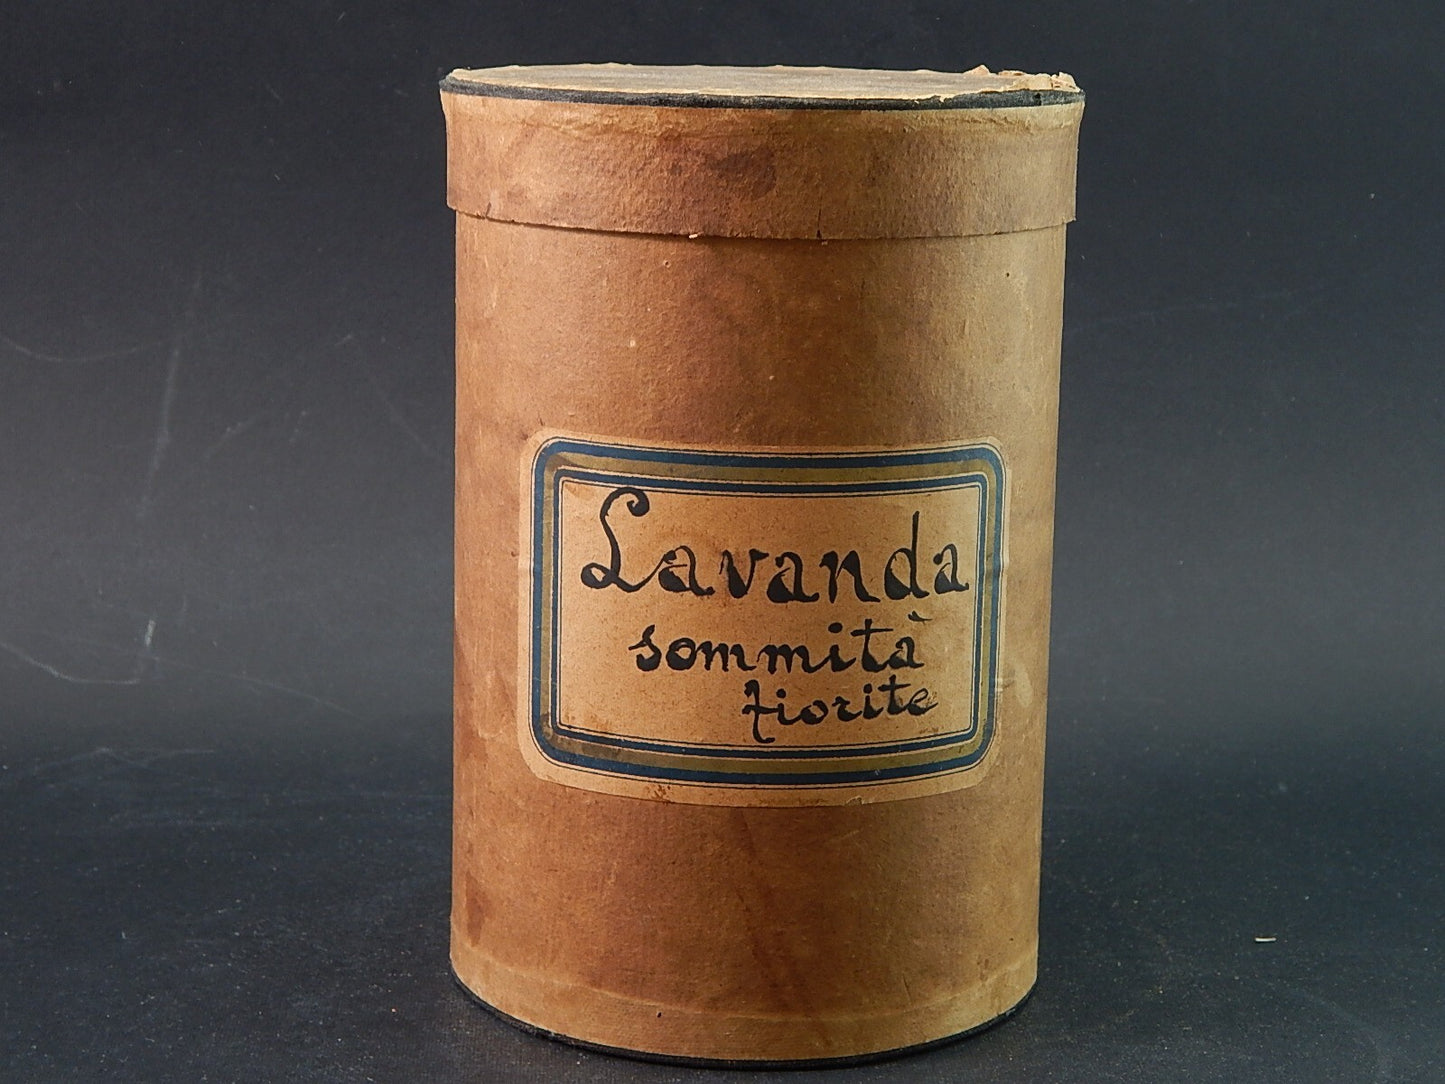 Lavanda
sommità
fiorite